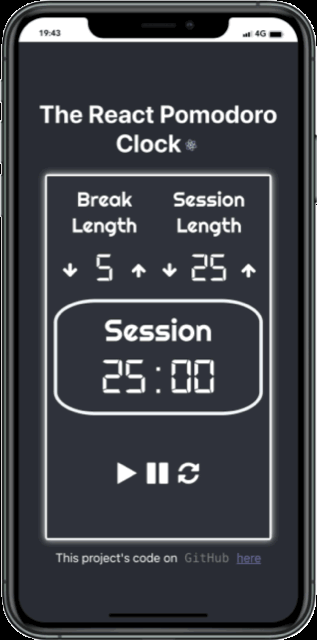 19:43 4G
The React Pomodoro
Clock
Break Session
Length Length
5 25
Session
25:00
This project's code on GitHub here